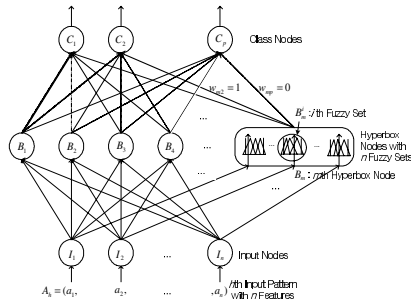 C₁ C₂ Cₚ Class Nodes
wₘ₂ = 1 wₘₚ = 0
...
Bₘⁱ : i th Fuzzy Set
B₁ B₂ B₃ B₄ ... ... ...
Hyperbox
Nodes with
n Fuzzy Sets
Bₘ : mth Hyperbox Node
... ...
I₁ I₂ ... Iₙ Input Nodes
Aₕ = (a₁, a₂, ... , aₙ) hth Input Pattern
with n Features